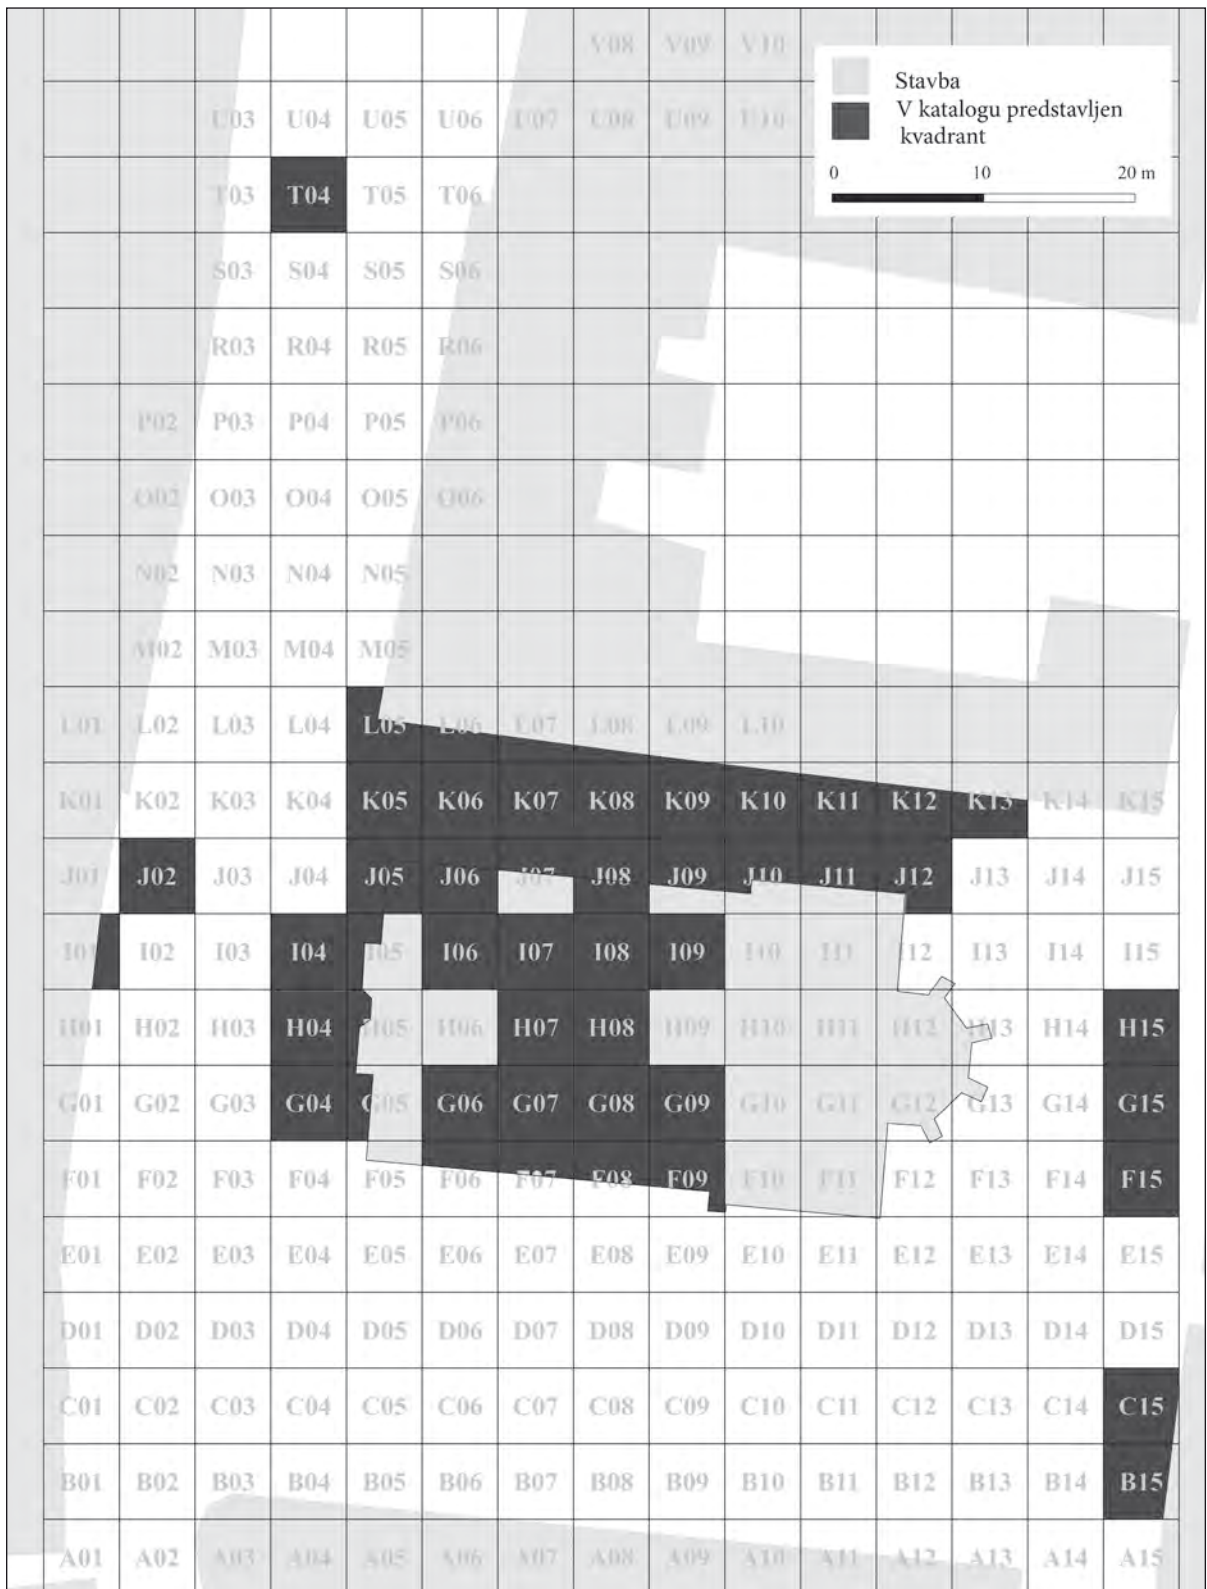 V08 V09 V10
Stavba
V katalogu predstavljen
kvadrant
0 10 20 m
U03 U04 U05 U06 U07 U08 U09 U10
T03 T04 T05 T06
S03 S04 S05 S06
R03 R04 R05 R06
P02 P03 P04 P05 P06
O02 O03 O04 O05 O06
N02 N03 N04 N05
M02 M03 M04 M05
L01 L02 L03 L04 L05 L06 L07 L08 L09 L10
K01 K02 K03 K04 K05 K06 K07 K08 K09 K10 K11 K12 K13 K14 K15
J01 J02 J03 J04 J05 J06 J07 J08 J09 J10 J11 J12 J13 J14 J15
I01 I02 I03 I04 I05 I06 I07 I08 I09 I10 I11 I12 I13 I14 I15
H01 H02 H03 H04 H05 H06 H07 H08 H09 H10 H11 H12 H13 H14 H15
G01 G02 G03 G04 G05 G06 G07 G08 G09 G10 G11 G12 G13 G14 G15
F01 F02 F03 F04 F05 F06 F07 F08 F09 F10 F11 F12 F13 F14 F15
E01 E02 E03 E04 E05 E06 E07 E08 E09 E10 E11 E12 E13 E14 E15
D01 D02 D03 D04 D05 D06 D07 D08 D09 D10 D11 D12 D13 D14 D15
C01 C02 C03 C04 C05 C06 C07 C08 C09 C10 C11 C12 C13 C14 C15
B01 B02 B03 B04 B05 B06 B07 B08 B09 B10 B11 B12 B13 B14 B15
A01 A02 A03 A04 A05 A06 A07 A08 A09 A10 A11 A12 A13 A14 A15